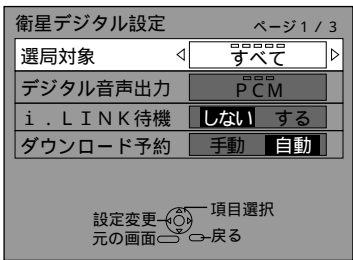 衛星デジタル設定 ページ1/3
選局対象 すべて
デジタル音声出力 PCM
i.LINK待機 しない する
ダウンロード予約 手動 自動
設定変更 項目選択
元の画面 戻る